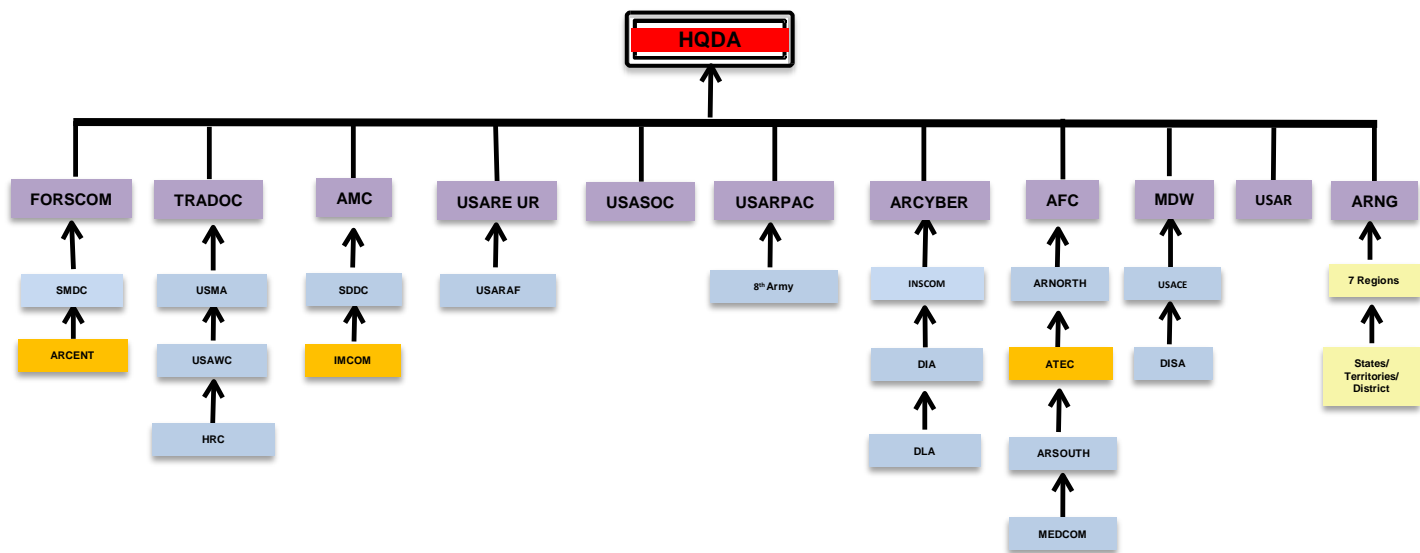 HQDA
FORSCOM
TRADOC
AMC
USARE UR
USASOC
USARPAC
ARCYBER
AFC
MDW
USAR
ARNG
SMDC
USMA
SDDC
USARAF
8th Army
INSCOM
ARNORTH
USACE
7 Regions
ARCENT
USAWC
IMCOM
DIA
ATEC
DISA
States/
Territories/
District
HRC
DLA
ARSOUTH
MEDCOM